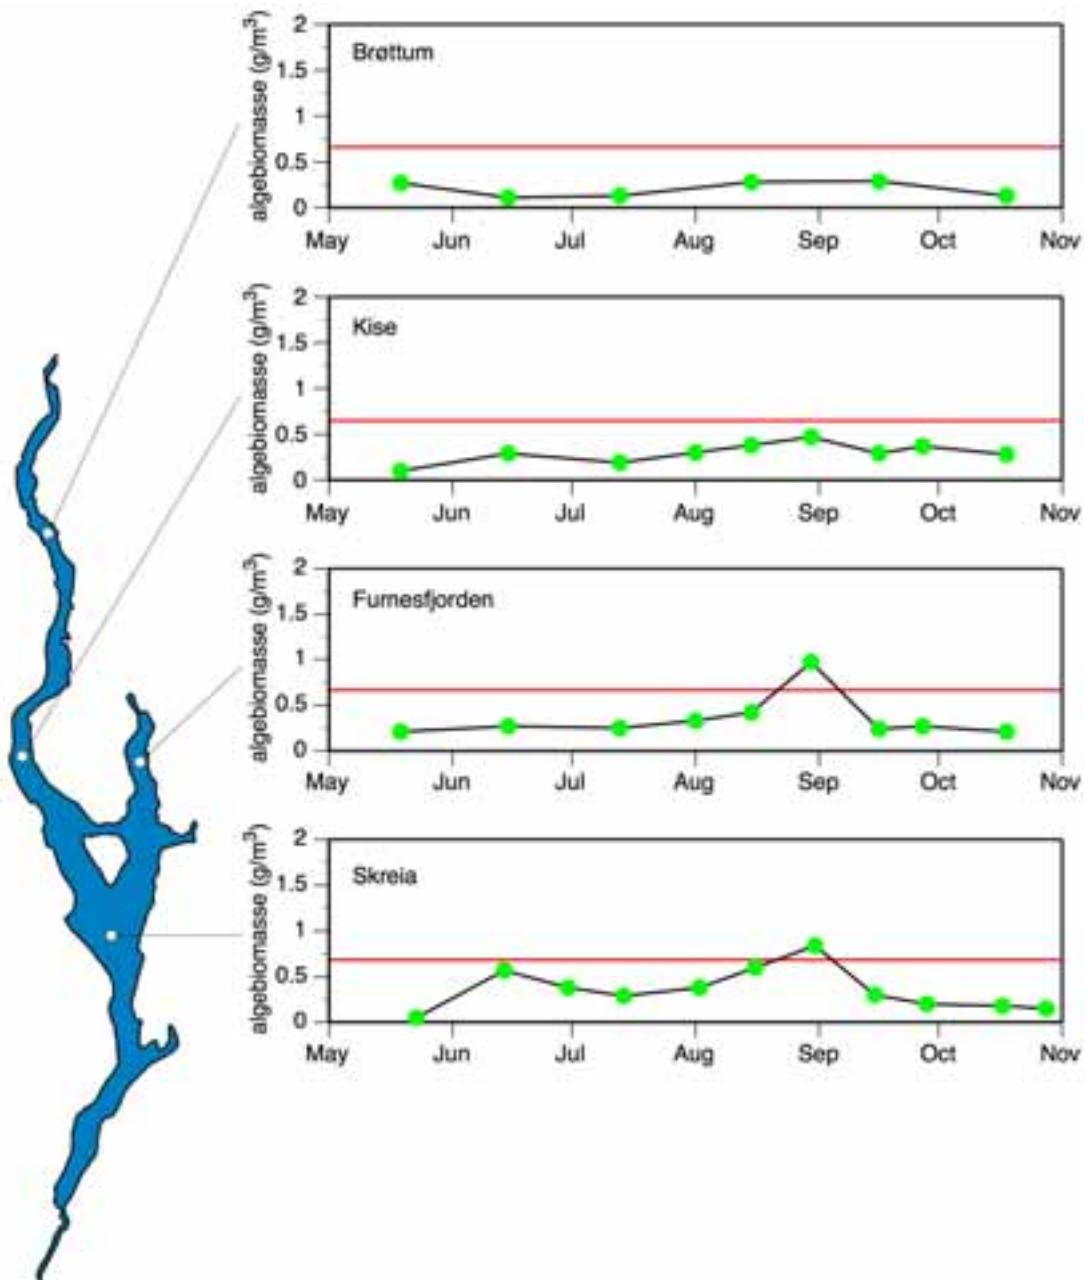 algebiomasse (g/m³)
2
1.5
1
0.5
0
Brøttum
May Jun Jul Aug Sep Oct Nov
algebiomasse (g/m³)
2
1.5
1
0.5
0
Kise
May Jun Jul Aug Sep Oct Nov
algebiomasse (g/m³)
2
1.5
1
0.5
0
Furnesfjorden
May Jun Jul Aug Sep Oct Nov
algebiomasse (g/m³)
2
1.5
1
0.5
0
Skreia
May Jun Jul Aug Sep Oct Nov